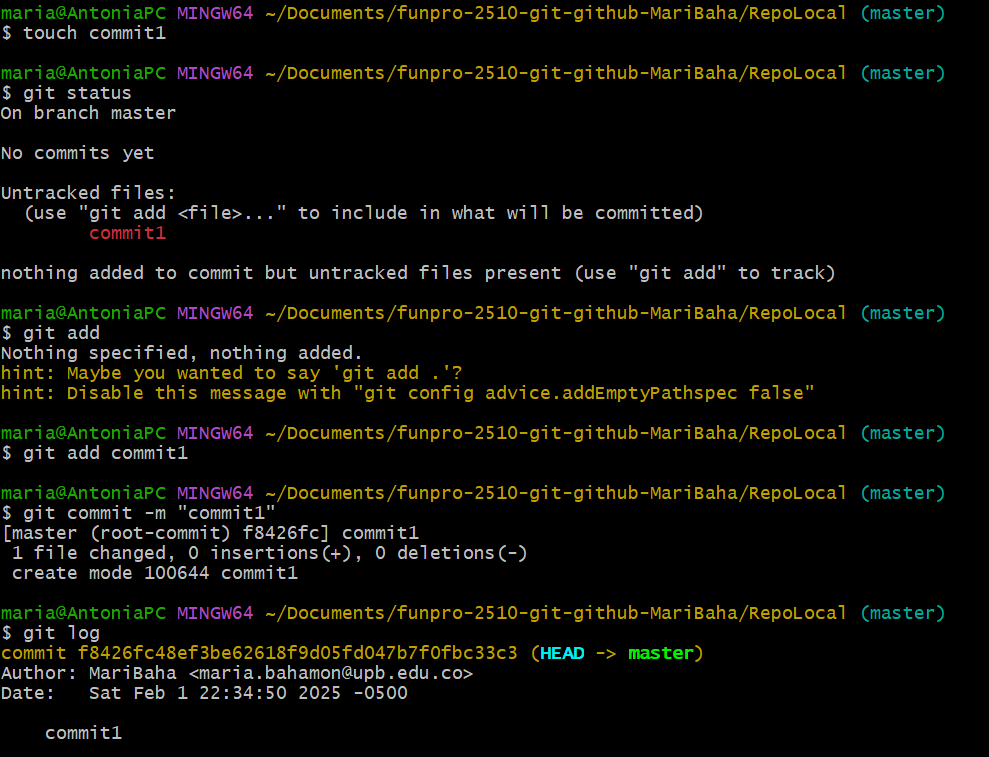 maria@AntoniaPC MINGW64 ~/Documents/funpro-2510-git-github-MariBaha/RepoLocal (master)
$ touch commit1
maria@AntoniaPC MINGW64 ~/Documents/funpro-2510-git-github-MariBaha/RepoLocal (master)
$ git status
On branch master
No commits yet
Untracked files:
  (use "git add <file>..." to include in what will be committed)
        commit1
nothing added to commit but untracked files present (use "git add" to track)
maria@AntoniaPC MINGW64 ~/Documents/funpro-2510-git-github-MariBaha/RepoLocal (master)
$ git add
Nothing specified, nothing added.
hint: Maybe you wanted to say 'git add .'?
hint: Disable this message with "git config advice.addEmptyPathspec false"
maria@AntoniaPC MINGW64 ~/Documents/funpro-2510-git-github-MariBaha/RepoLocal (master)
$ git add commit1
maria@AntoniaPC MINGW64 ~/Documents/funpro-2510-git-github-MariBaha/RepoLocal (master)
$ git commit -m "commit1"
[master (root-commit) f8426fc] commit1
 1 file changed, 0 insertions(+), 0 deletions(-)
 create mode 100644 commit1
maria@AntoniaPC MINGW64 ~/Documents/funpro-2510-git-github-MariBaha/RepoLocal (master)
$ git log
commit f8426fc48ef3be62618f9d05fd047b7f0fbc33c3 (HEAD -> master)
Author: MariBaha <maria.bahamon@upb.edu.co>
Date:   Sat Feb 1 22:34:50 2025 -0500
    commit1